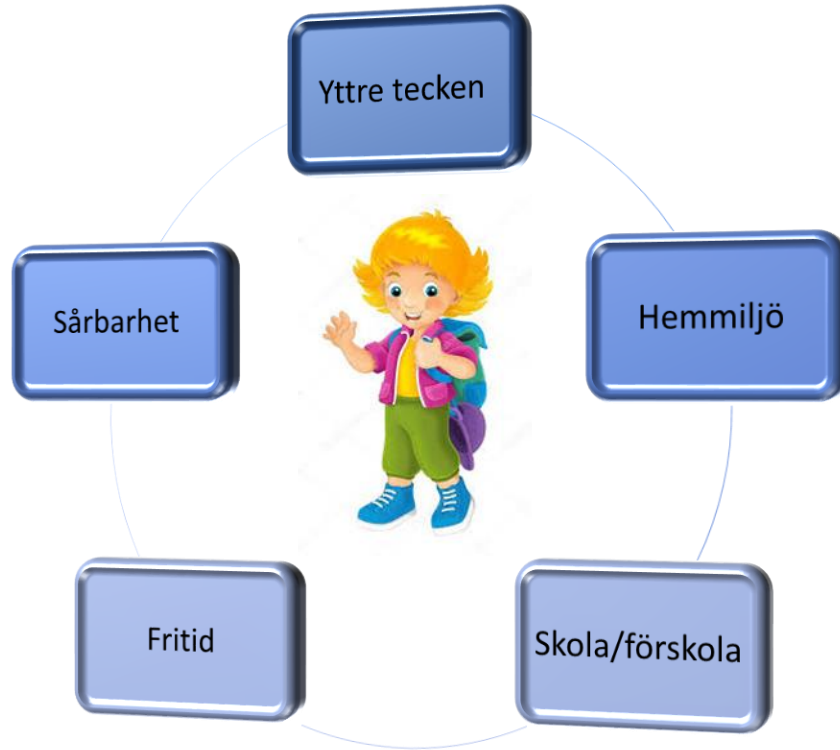 Yttre tecken
Hemmiljö
Skola/förskola
Fritid
Sårbarhet